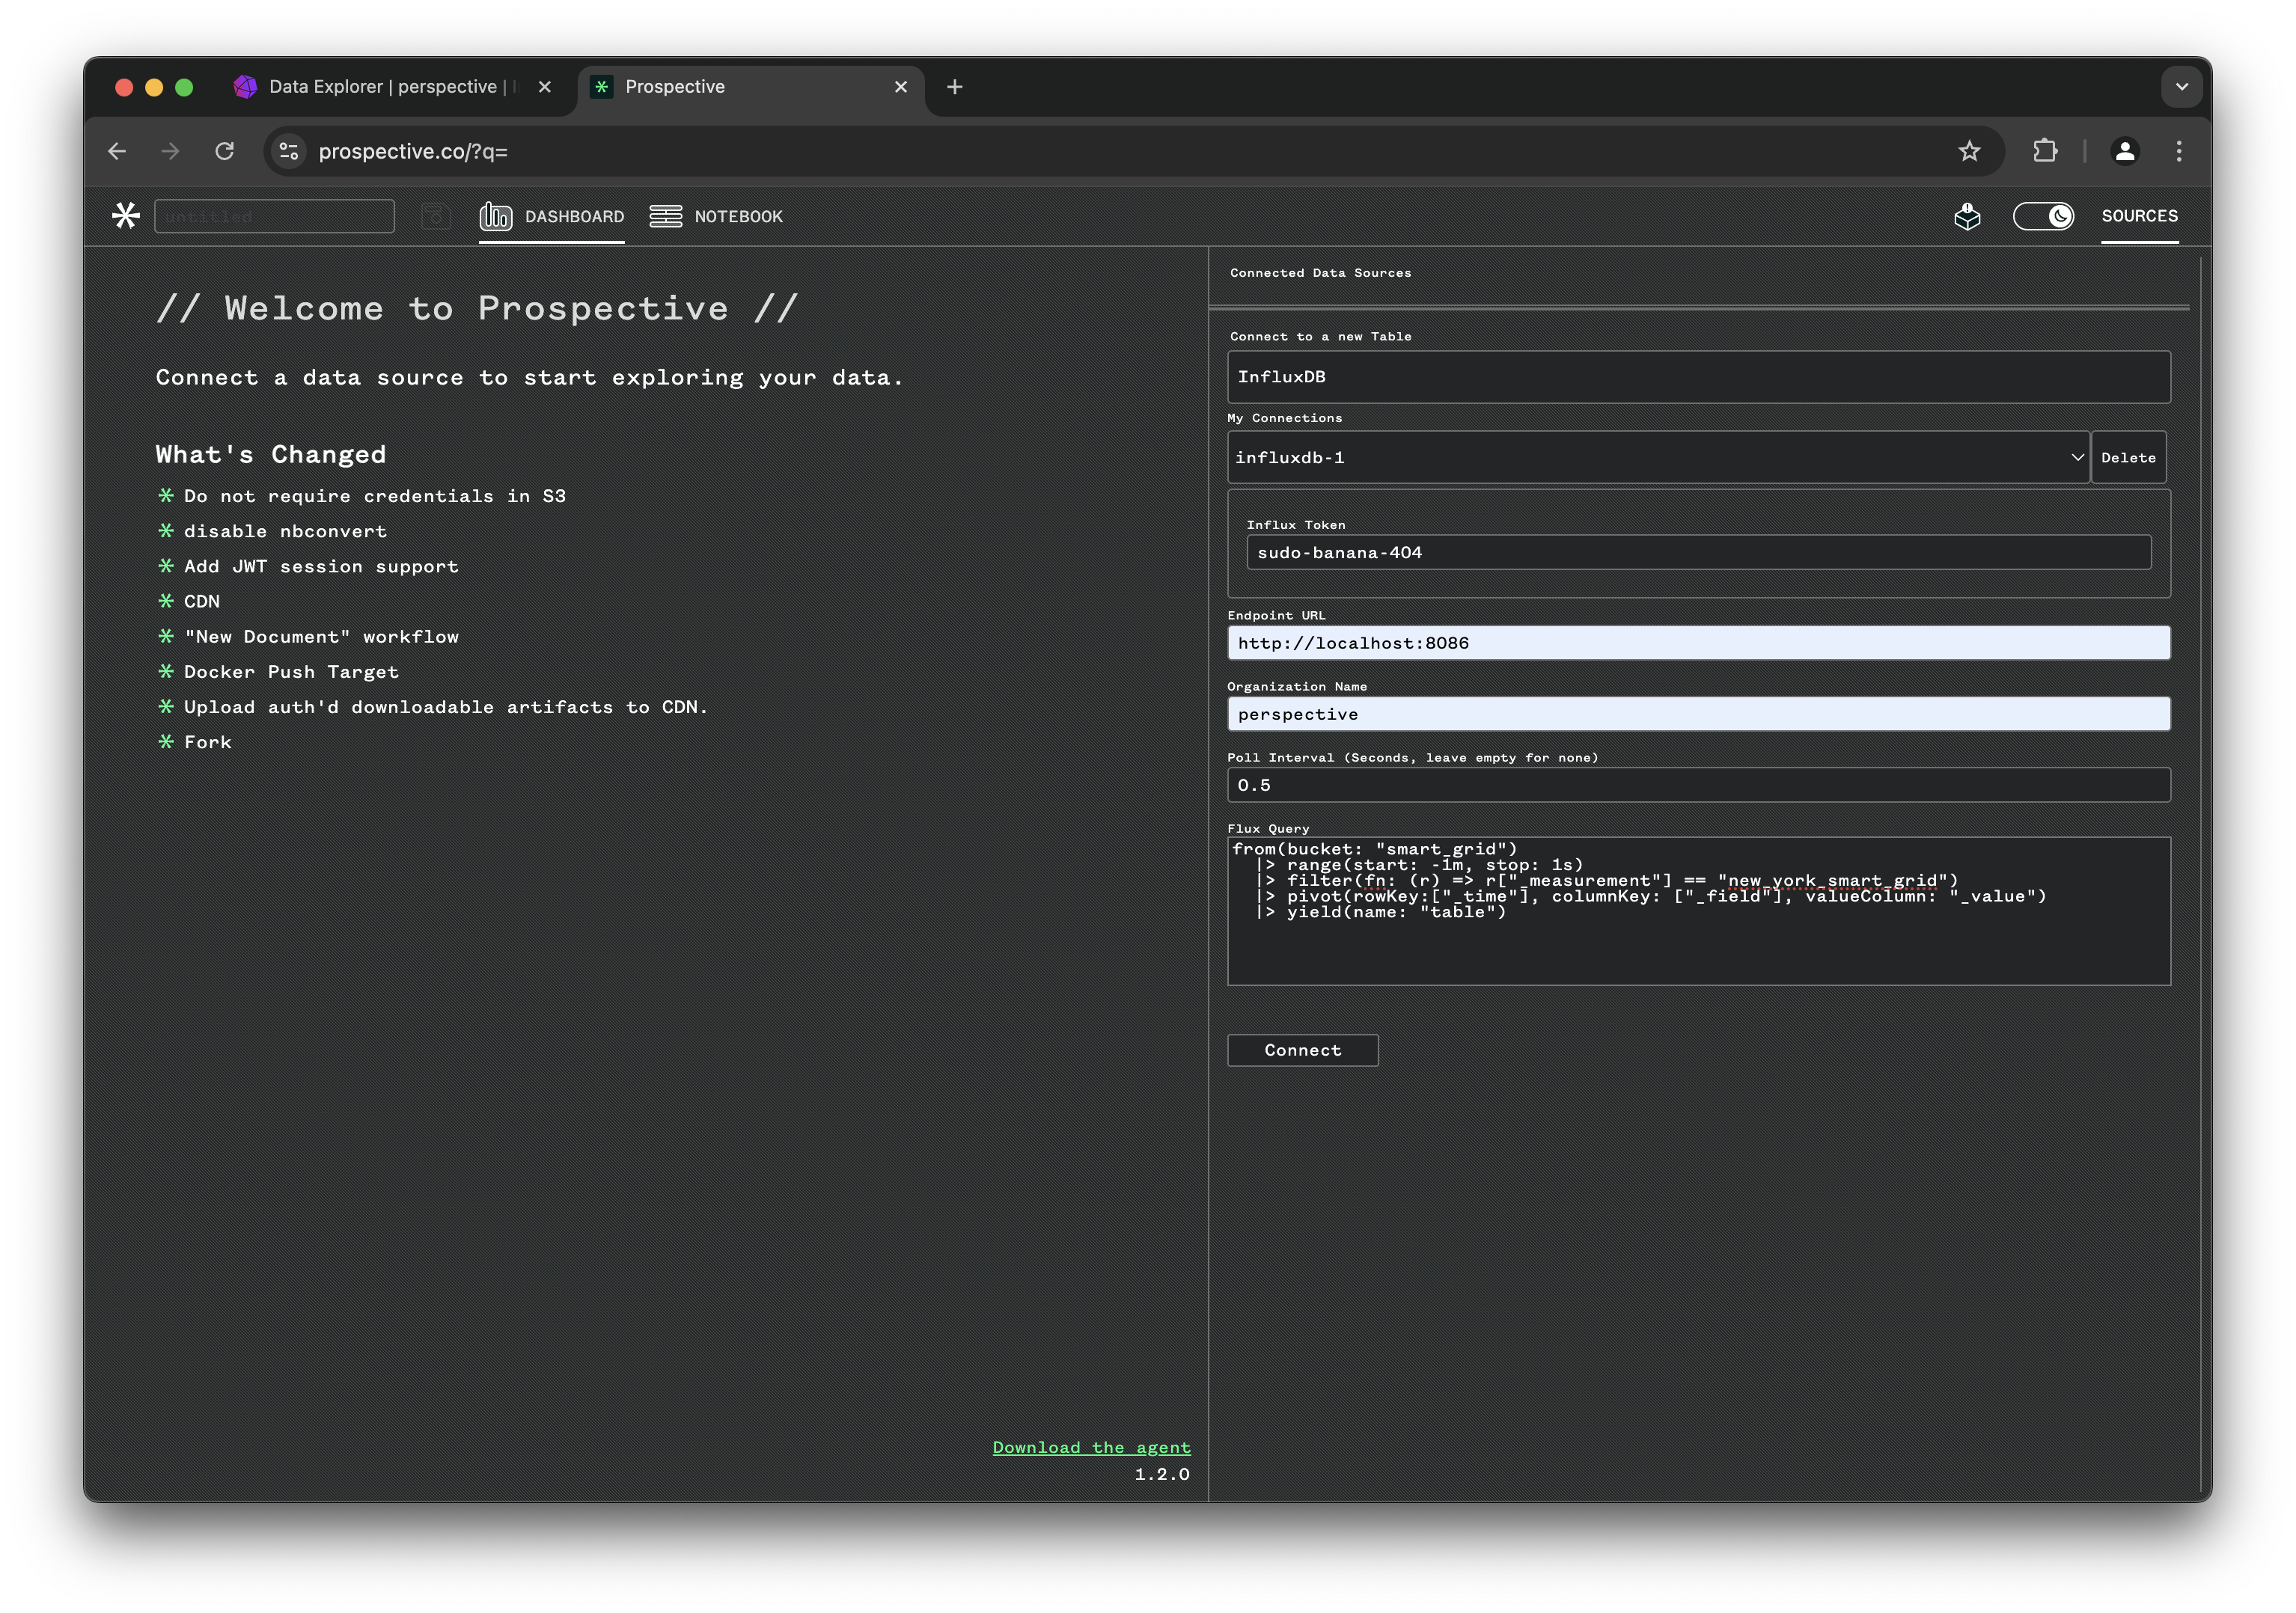 Data Explorer | perspective |
Prospective
prospective.co/?q=
untitled
DASHBOARD
NOTEBOOK
SOURCES
// Welcome to Prospective //
Connect a data source to start exploring your data.
What's Changed
Do not require credentials in S3
disable nbconvert
Add JWT session support
CDN
"New Document" workflow
Docker Push Target
Upload auth'd downloadable artifacts to CDN.
Fork
Download the agent
1.2.0
Connected Data Sources
Connect to a new Table
InfluxDB
My Connections
influxdb-1
Delete
Influx Token
sudo-banana-404
Endpoint URL
http://localhost:8086
Organization Name
perspective
Poll Interval (Seconds, leave empty for none)
0.5
Flux Query
from(bucket: "smart_grid")
  |> range(start: -1m, stop: 1s)
  |> filter(fn: (r) => r["_measurement"] == "new_york_smart_grid")
  |> pivot(rowKey:["_time"], columnKey: ["_field"], valueColumn: "_value")
  |> yield(name: "table")
Connect